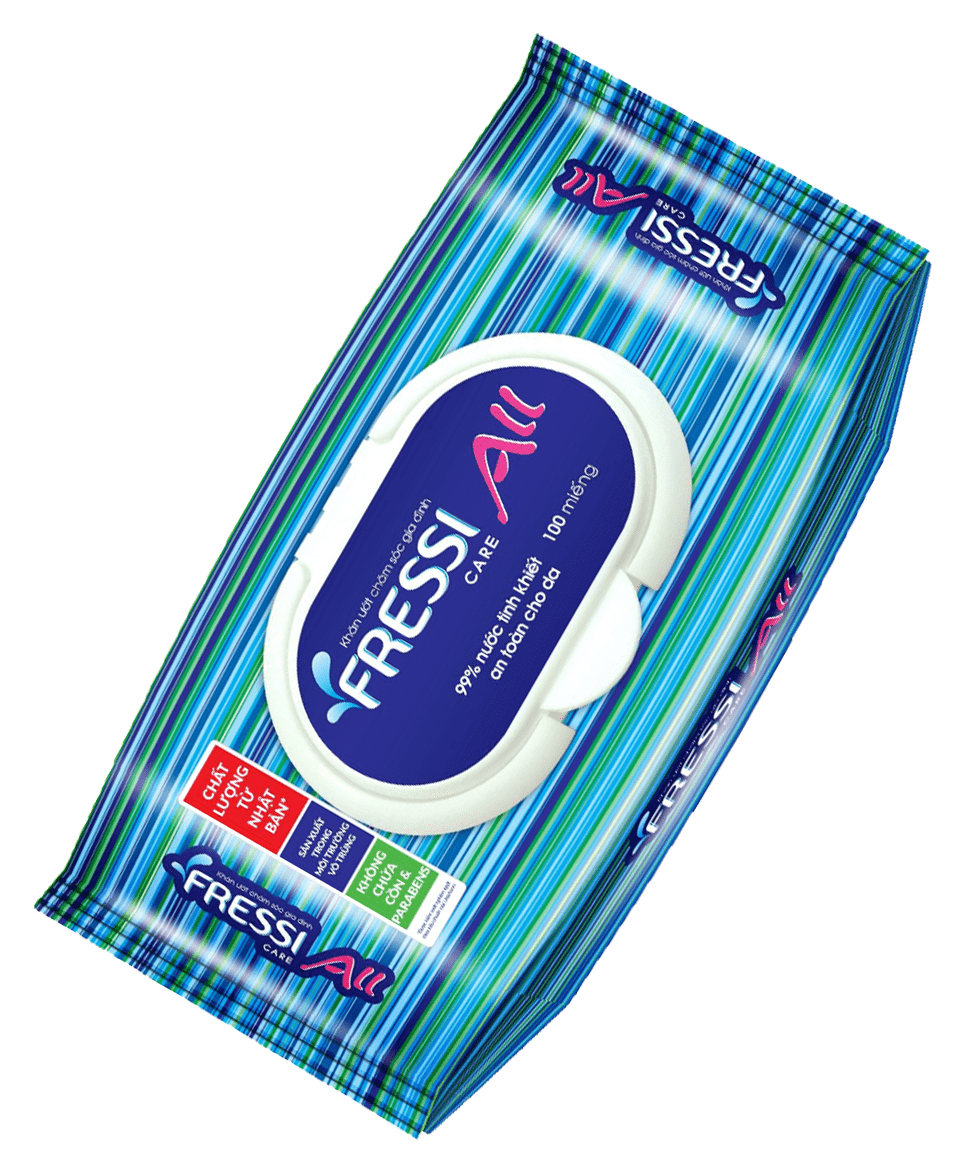 Khăn ướt chăm sóc gia đình
FRESSI
CARE
All
Khăn ướt chăm sóc gia đình
FRESSI
CARE
All
99% nước tinh khiết
an toàn cho da
100 miếng
CHẤT
LƯỢNG
TỪ
NHẬT
BẢN*
SẢN XUẤT
TRONG
MÔI TRƯỜNG
VÔ TRÙNG
KHÔNG
CHỨA
CỒN &
PARABENS
Khăn ướt chăm sóc gia đình
FRESSI
CARE
All
FRESSI
All